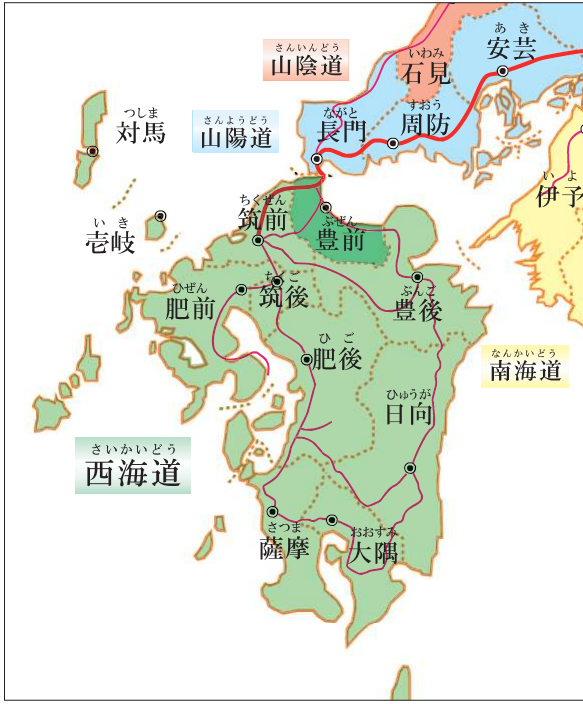 あき
安芸
さんいんどう
山陰道
いわみ
石見
つしま
対馬
さんようどう
山陽道
ながと
長門
すおう
周防
いよ
伊予
いき
壱岐
ちくぜん
筑前
ぶぜん
豊前
ひぜん
肥前
ちくご
筑後
ぶんご
豊後
ひご
肥後
なんかいどう
南海道
ひゅうが
日向
さいかいどう
西海道
さつま
薩摩
おおすみ
大隅